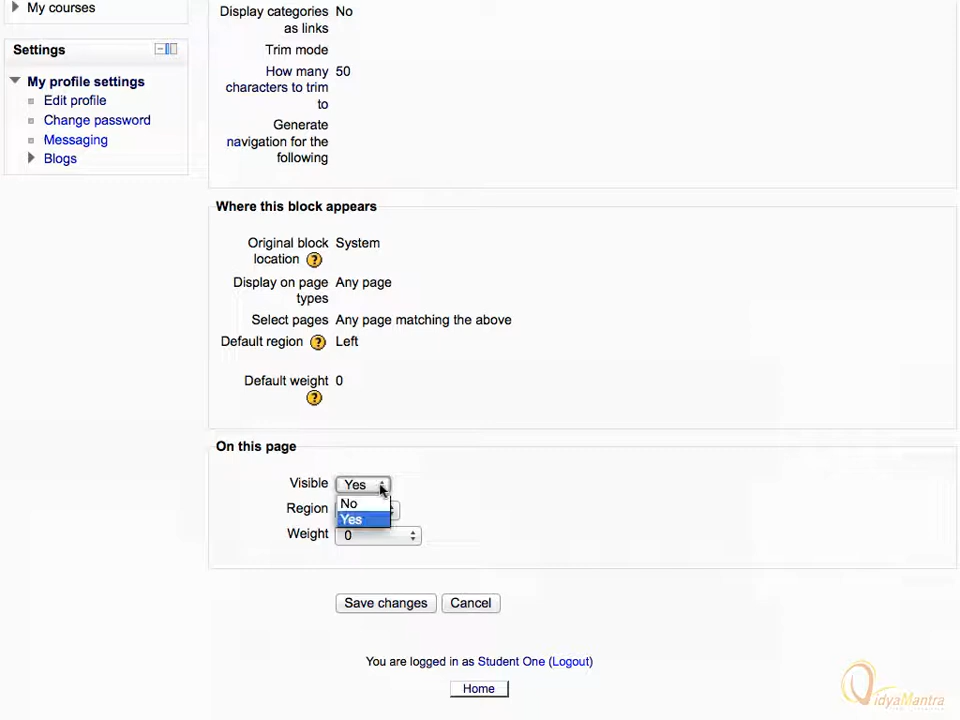 My courses
Settings
My profile settings
Edit profile
Change password
Messaging
Blogs
Display categories No
as links
Trim mode
How many 50
characters to trim
to
Generate
navigation for the
following
Where this block appears
Original block System
location ?
Display on page Any page
types
Select pages Any page matching the above
Default region ? Left
Default weight 0
?
On this page
Visible Yes
No
Region Yes
Weight 0
Save changes Cancel
You are logged in as Student One (Logout)
Home
VidyaMantra